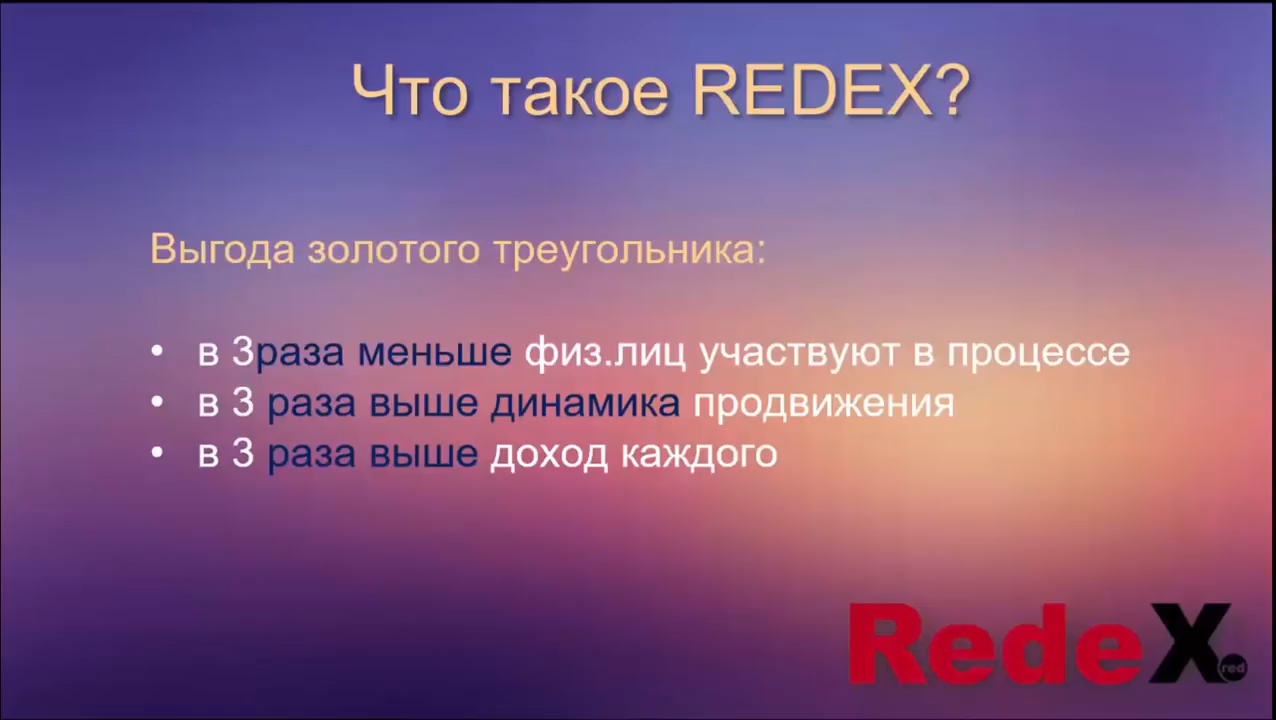 Что такое REDEX?
Выгода золотого треугольника:
• в 3раза меньше физ.лиц участвуют в процессе
• в 3 раза выше динамика продвижения
• в 3 раза выше доход каждого
RedeX.red